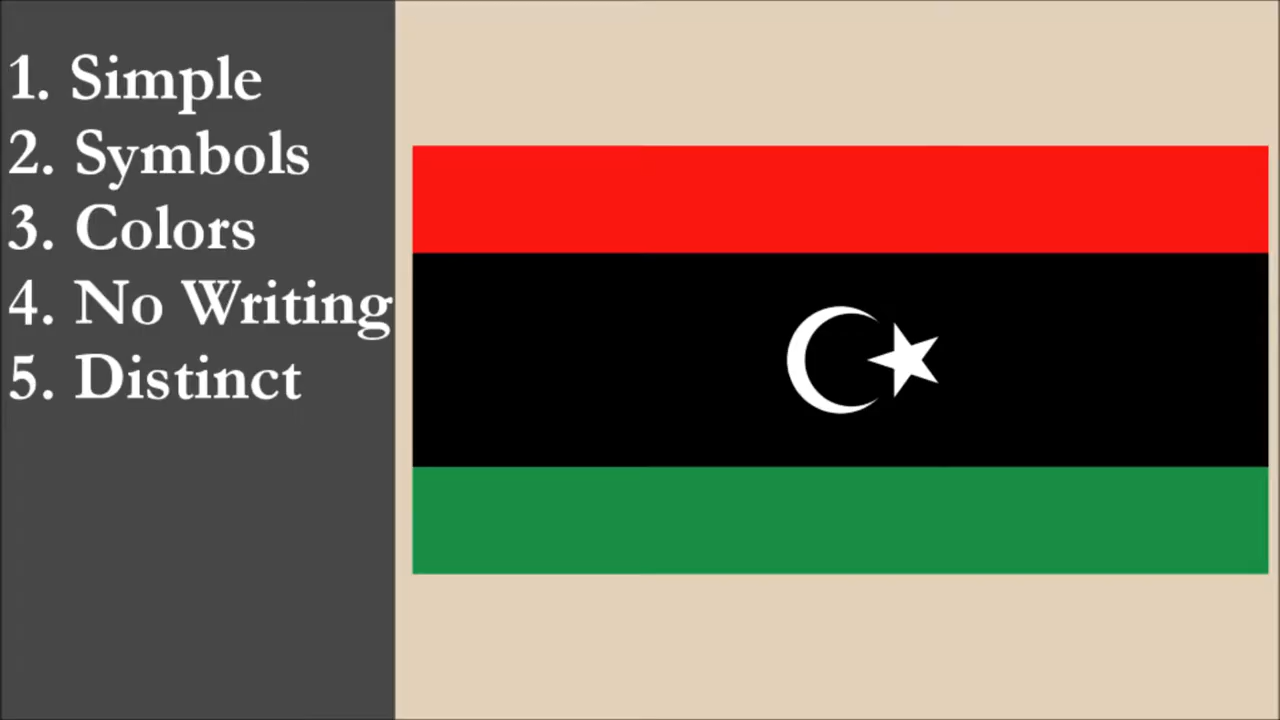 1. Simple
2. Symbols
3. Colors
4. No Writing
5. Distinct